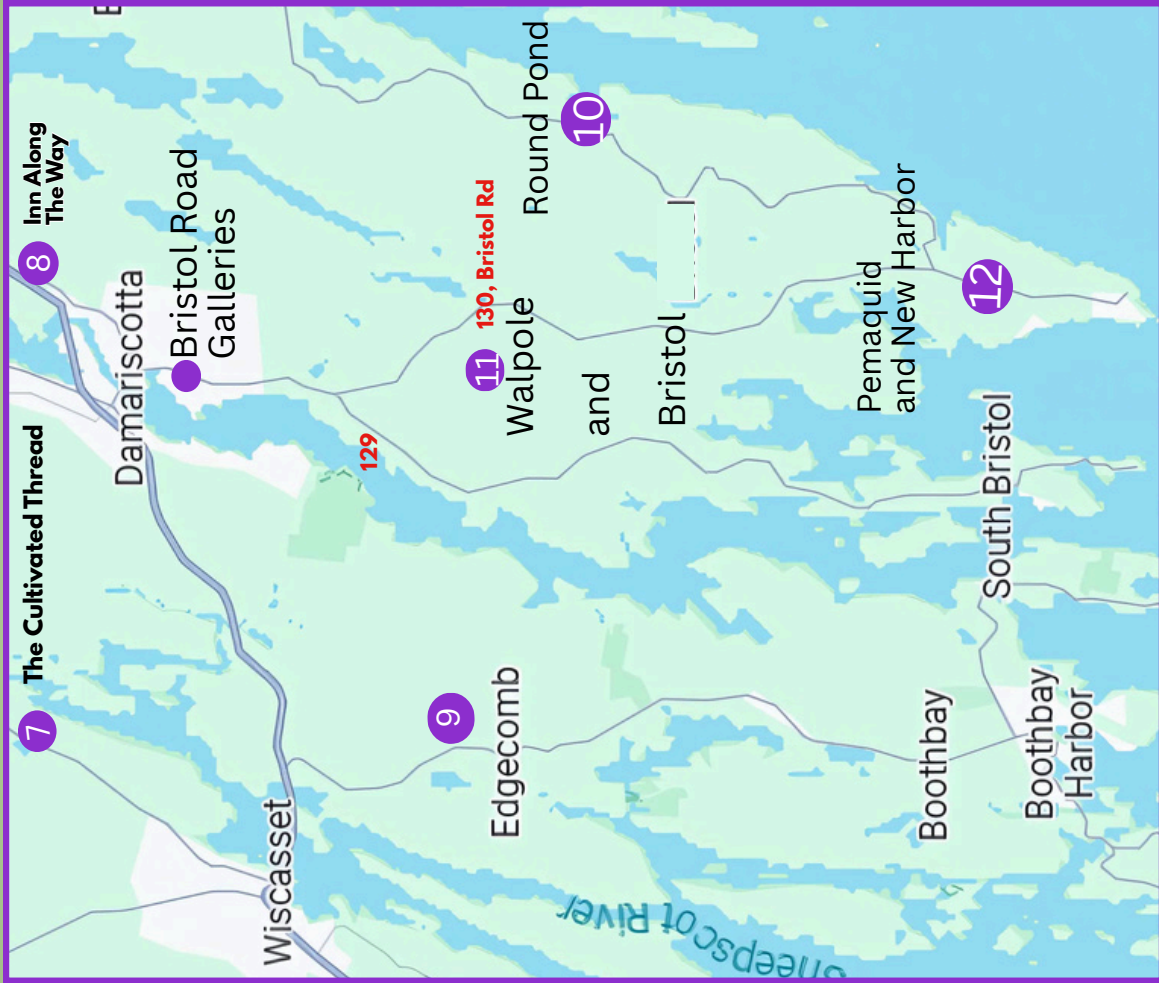 7 The Cultivated Thread
8 Inn Along
The Way
Damariscotta
Bristol Road
Galleries
Wiscasset
129
9
Edgecomb
11 130, Bristol Rd
Walpole
and
Bristol
Round Pond
10
Sheepscot River
Pemaquid
and New Harbor
12
Boothbay
South Bristol
Boothbay
Harbor